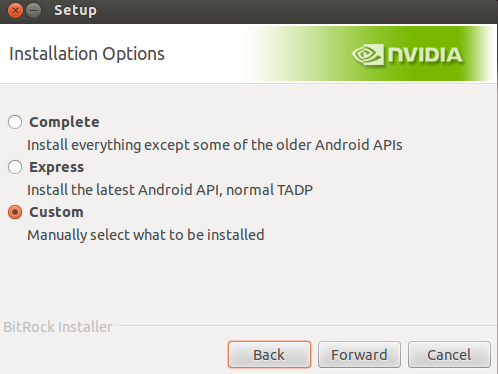 Setup
Installation Options
NVIDIA
Complete
Install everything except some of the older Android APIs
Express
Install the latest Android API, normal TADP
Custom
Manually select what to be installed
BitRock Installer
Back Forward Cancel